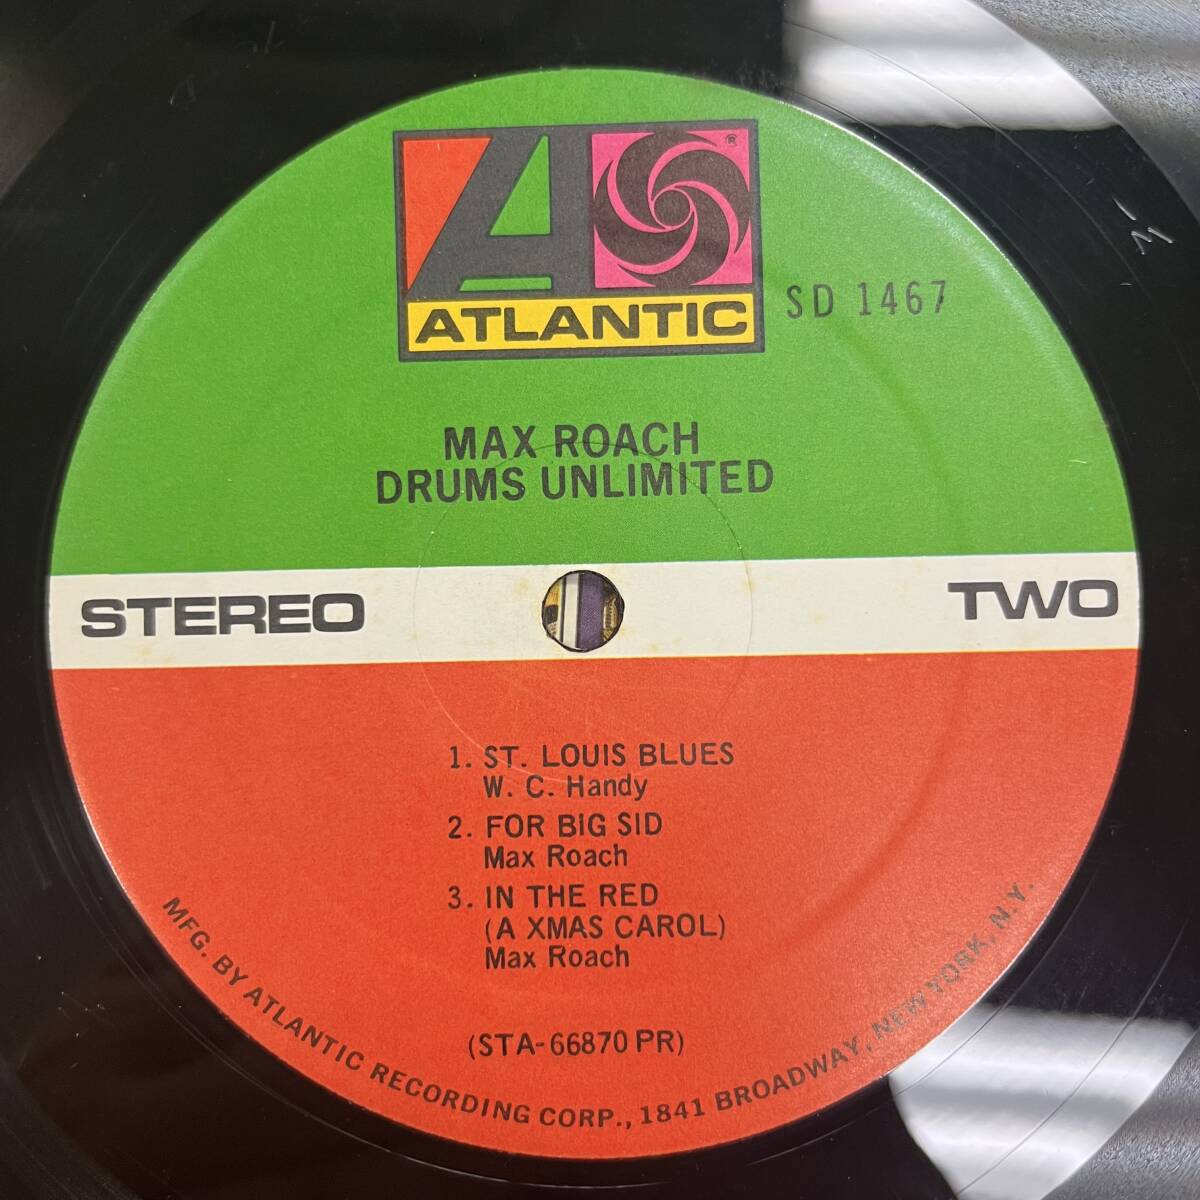 ®
ATLANTIC
SD 1467
MAX ROACH
DRUMS UNLIMITED
STEREO
TWO
1. ST. LOUIS BLUES
W. C. Handy
2. FOR BIG SID
Max Roach
3. IN THE RED
(A XMAS CAROL)
Max Roach
(STA-66870 PR)
MFG. BY ATLANTIC RECORDING CORP., 1841 BROADWAY, NEW YORK, N.Y.